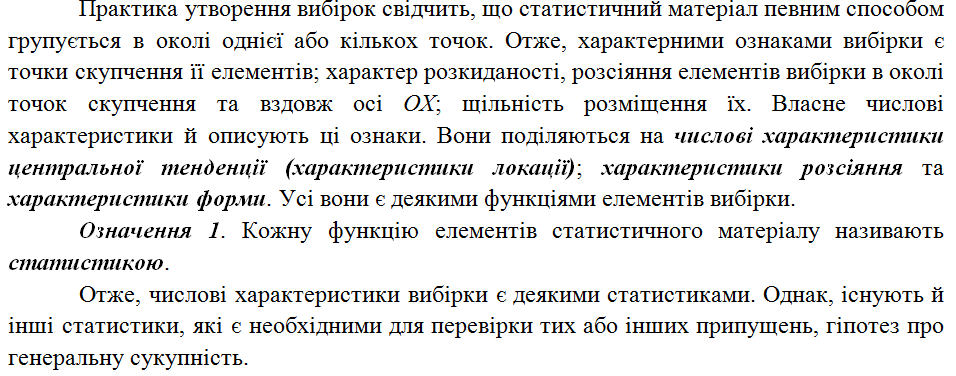 Практика утворення вибірок свідчить, що статистичний матеріал певним способом
групується в околі однієї або кількох точок. Отже, характерними ознаками вибірки є
точки скупчення її елементів; характер розкиданості, розсіяння елементів вибірки в околі
точок скупчення та вздовж осі ОХ; щільність розміщення їх. Власне числові
характеристики й описують ці ознаки. Вони поділяються на числові характеристики
центральної тенденції (характеристики локації); характеристики розсіяння та
характеристики форми. Усі вони є деякими функціями елементів вибірки.
Означення 1. Кожну функцію елементів статистичного матеріалу називають
статистикою.
Отже, числові характеристики вибірки є деякими статистиками. Однак, існують й
інші статистики, які є необхідними для перевірки тих або інших припущень, гіпотез про
генеральну сукупність.